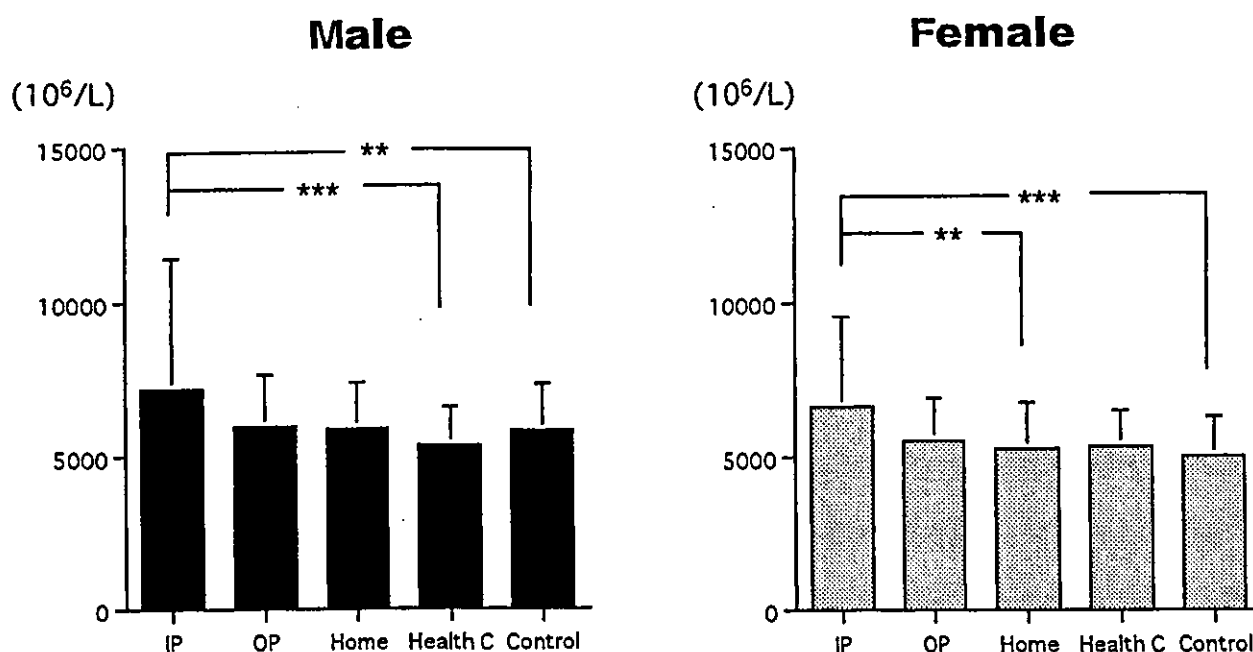 Male
(10⁶/L)
15000
10000
5000
0
**
***
IP OP Home Health C Control
Female
(10⁶/L)
15000
10000
5000
0
***
**
IP OP Home Health C Control